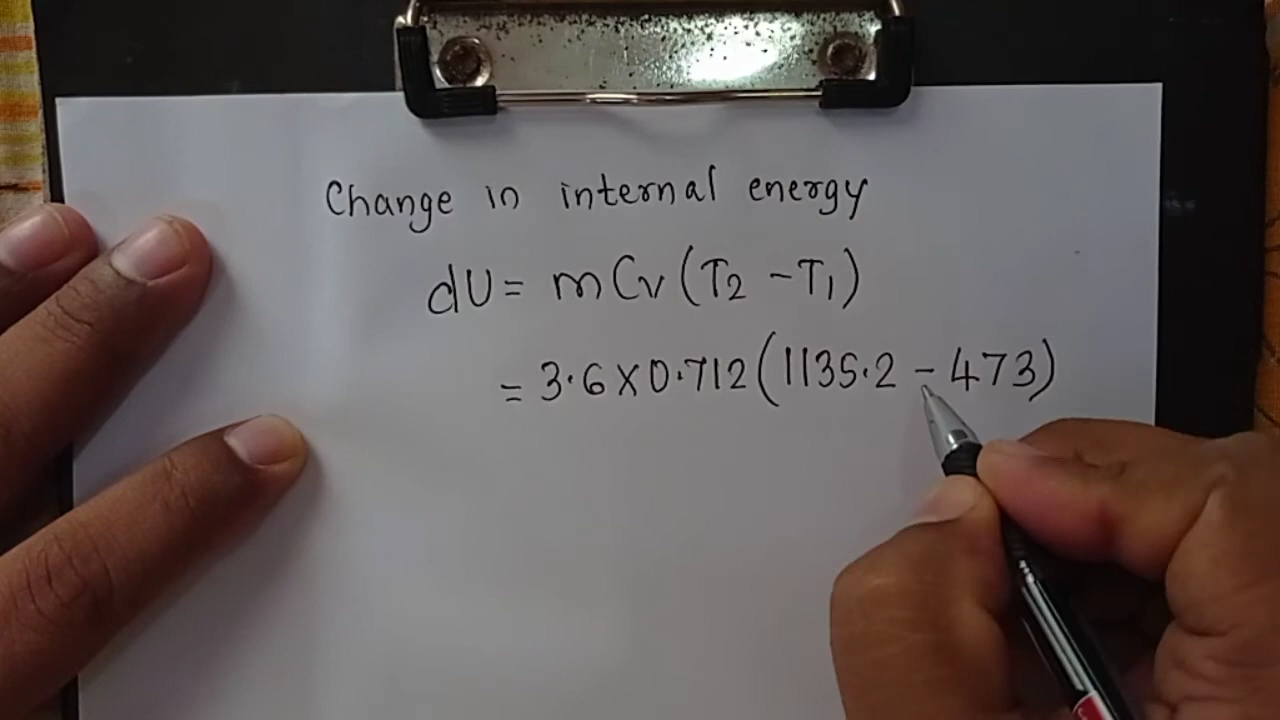 Change in internal energy
dU = mCv(T2 - T1)
= 3.6 X 0.712(1135.2 - 473)